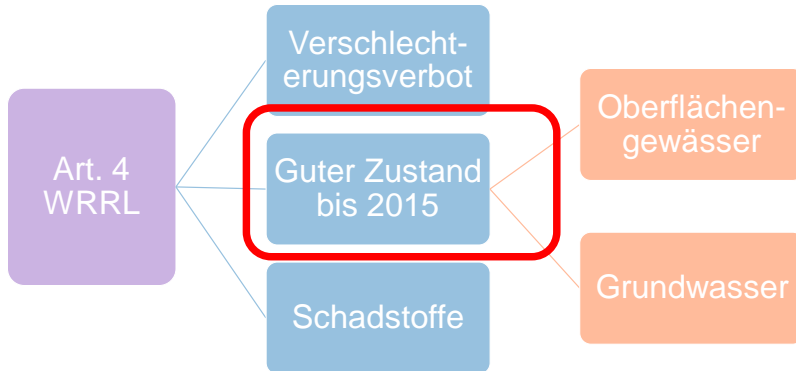 Art. 4
WRRL
Verschlecht-
erungsverbot
Guter Zustand
bis 2015
Schadstoffe
Oberflächen-
gewässer
Grundwasser